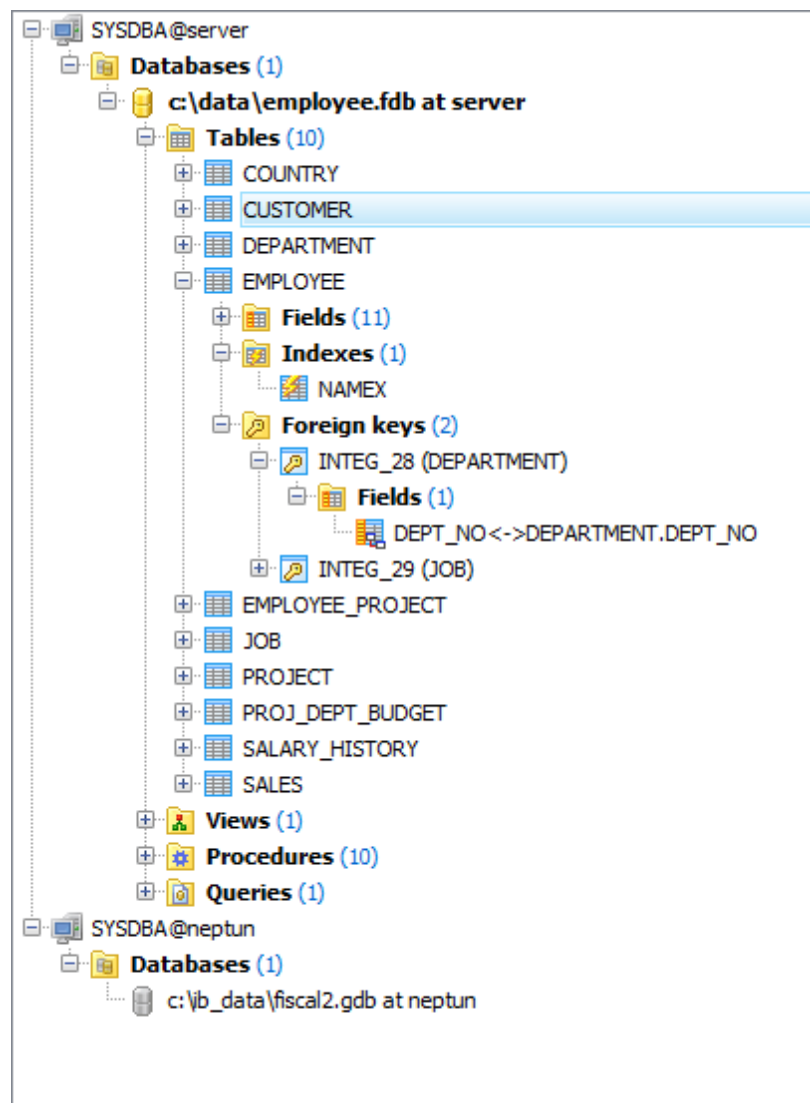 SYSDBA@server
Databases (1)
c:\data\employee.fdb at server
Tables (10)
COUNTRY
CUSTOMER
DEPARTMENT
EMPLOYEE
Fields (11)
Indexes (1)
NAMEX
Foreign keys (2)
INTEG_28 (DEPARTMENT)
Fields (1)
DEPT_NO<->DEPARTMENT.DEPT_NO
INTEG_29 (JOB)
EMPLOYEE_PROJECT
JOB
PROJECT
PROJ_DEPT_BUDGET
SALARY_HISTORY
SALES
Views (1)
Procedures (10)
Queries (1)
SYSDBA@neptun
Databases (1)
c:\ib_data\fiscal2.gdb at neptun